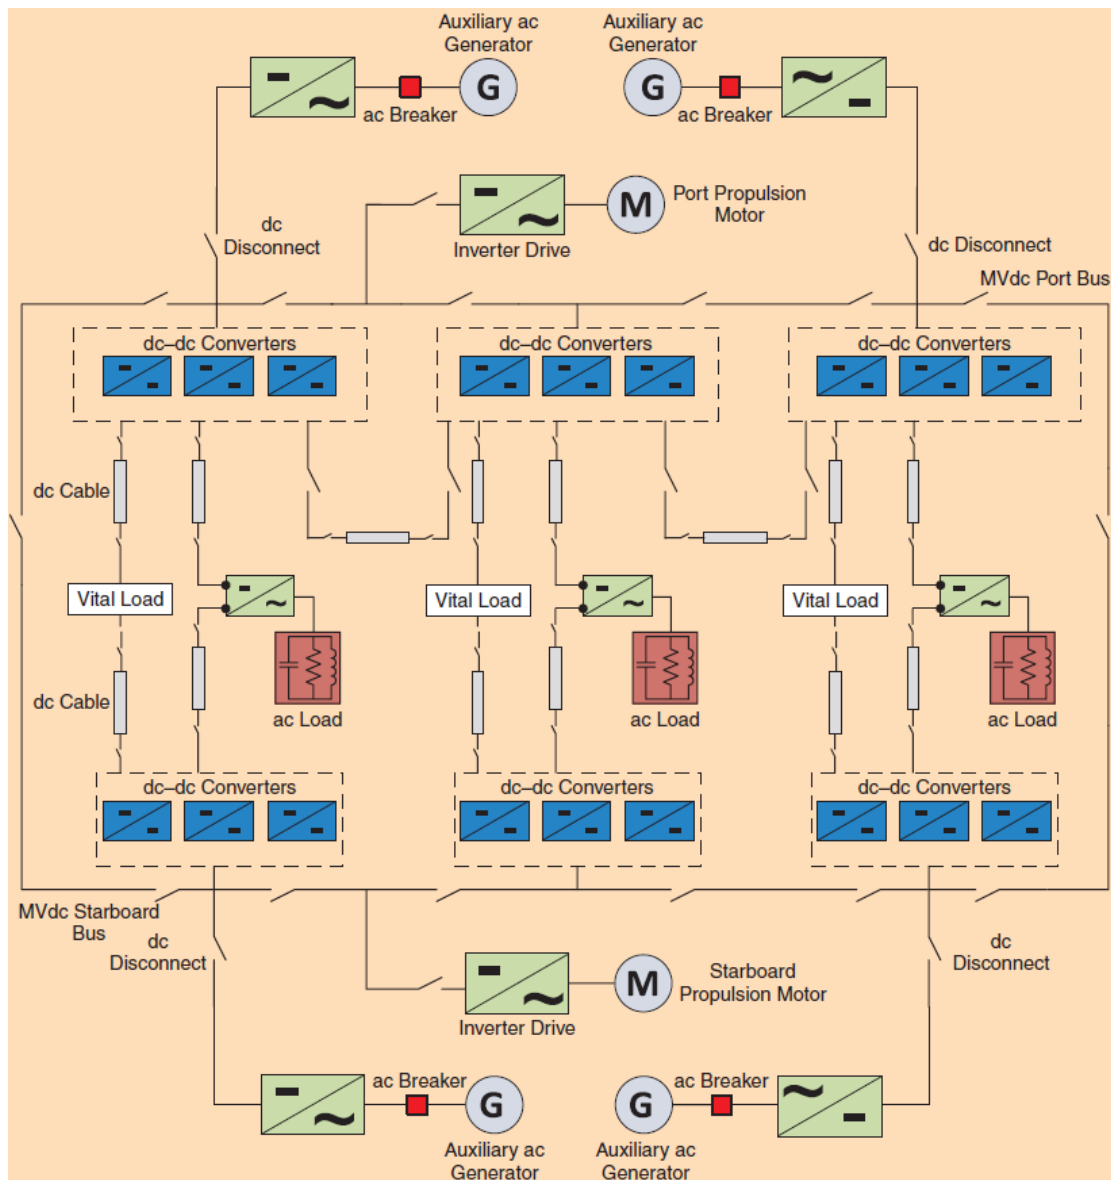 Auxiliary ac
Generator
Auxiliary ac
Generator
G
G
ac Breaker
ac Breaker
M
Port Propulsion
Motor
dc
Disconnect
Inverter Drive
dc Disconnect
MVdc Port Bus
dc–dc Converters
dc–dc Converters
dc–dc Converters
dc Cable
Vital Load
Vital Load
Vital Load
dc Cable
ac Load
ac Load
ac Load
dc–dc Converters
dc–dc Converters
dc–dc Converters
MVdc Starboard
Bus
dc
Disconnect
M
Starboard
Propulsion Motor
dc
Disconnect
Inverter Drive
ac Breaker
ac Breaker
G
G
Auxiliary ac
Generator
Auxiliary ac
Generator